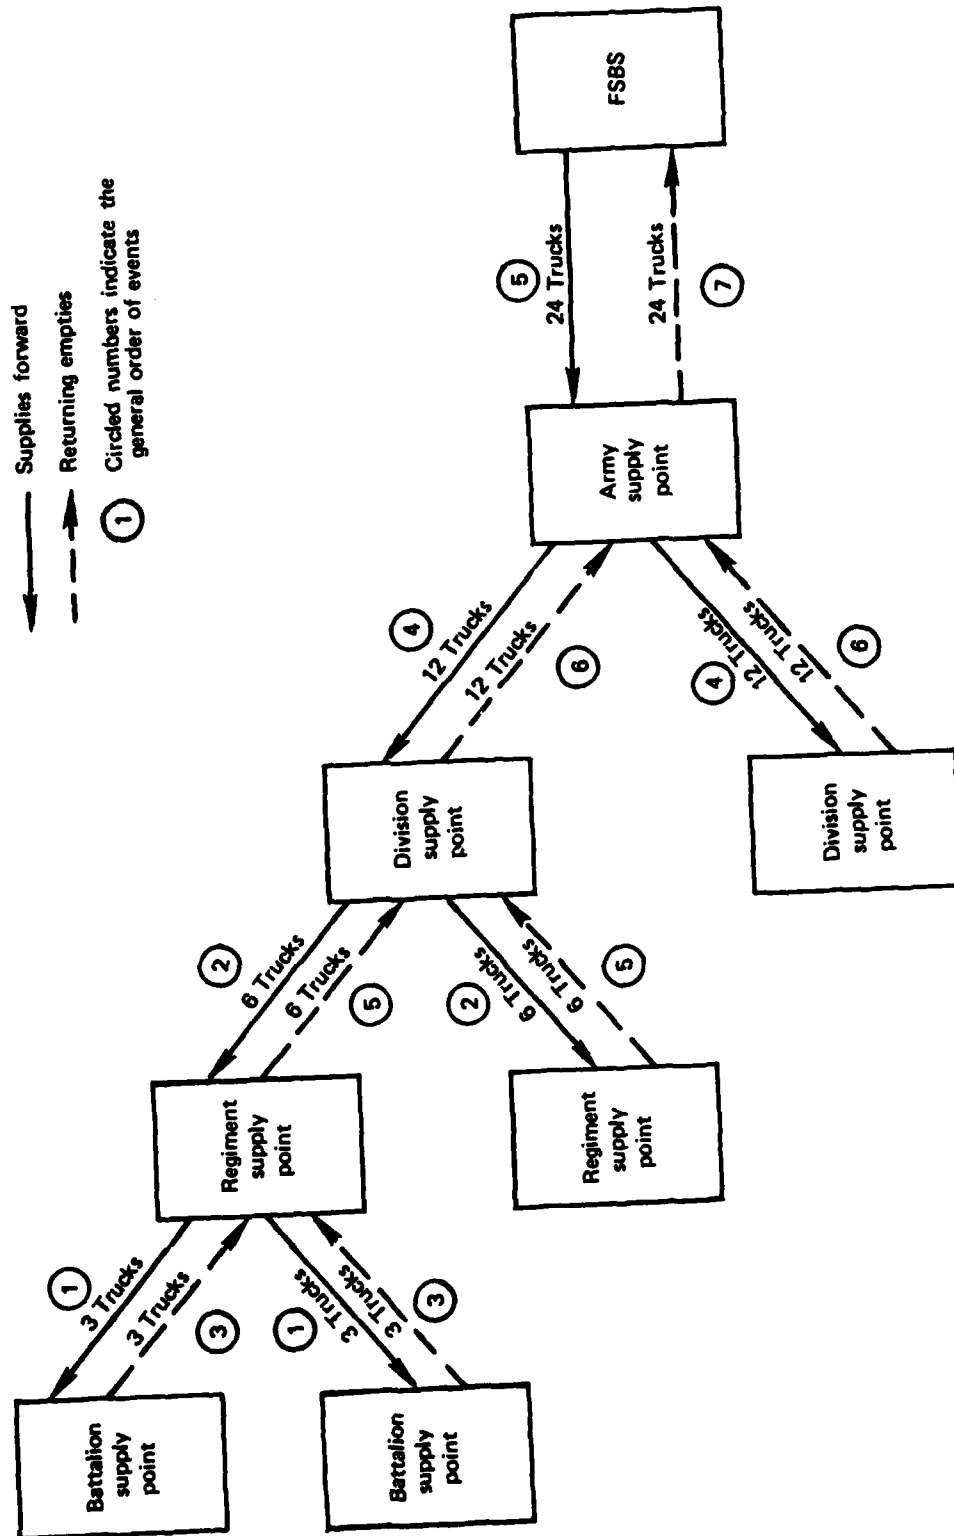 Supplies forward
Returning empties
1
Circled numbers indicate the
general order of events
FSBS
5
24 Trucks
24 Trucks
7
Army
supply
point
4
12 Trucks
12 Trucks
6
4
12 Trucks
12 Trucks
6
Division
supply
point
Division
supply
point
2
6 Trucks
6 Trucks
5
2
6 Trucks
6 Trucks
5
Regiment
supply
point
Regiment
supply
point
1
3 Trucks
3 Trucks
3
1
3 Trucks
3 Trucks
3
Battalion
supply
point
Battalion
supply
point